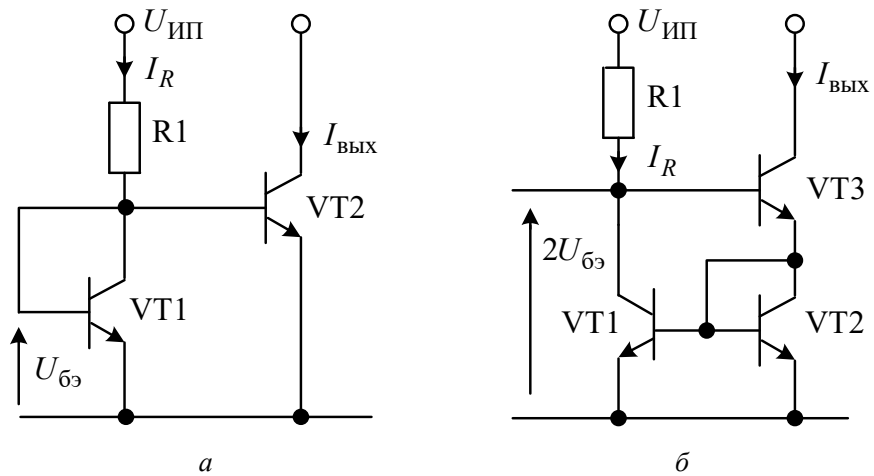 U_ИП
I_R
R1
I_вых
VT2
VT1
U_бэ
а
U_ИП
R1
I_вых
I_R
VT3
2U_бэ
VT1
VT2
б